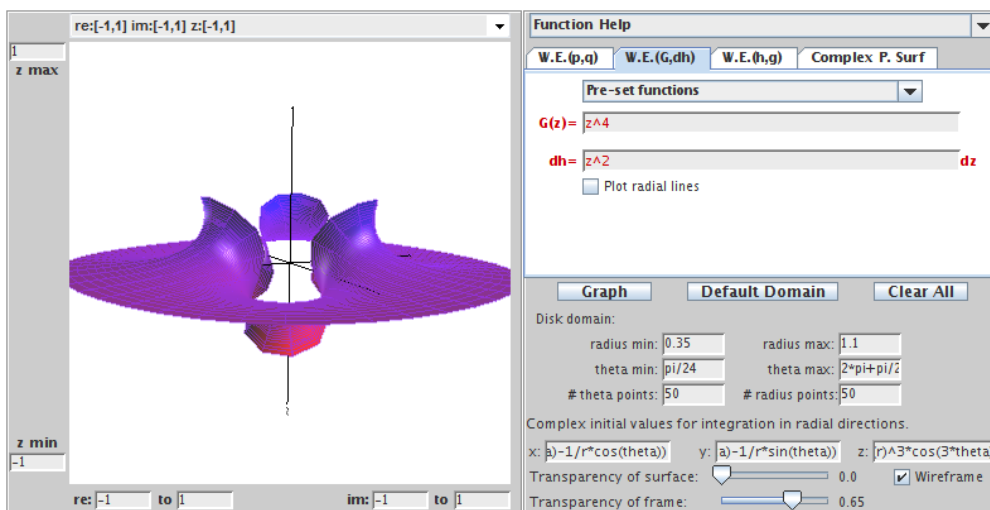 re:[-1,1] im:[-1,1] z:[-1,1]
1
z max
1
z min
-1
re: -1 to 1 im: -1 to 1
Function Help
W.E.(p,q) W.E.(G,dh) W.E.(h,g) Complex P. Surf
Pre-set functions
G(z)= z^4
dh= z^2 dz
Plot radial lines
Graph Default Domain Clear All
Disk domain:
radius min: 0.35 radius max: 1.1
theta min: pi/24 theta max: 2*pi+pi/2
# theta points: 50 # radius points: 50
Complex initial values for integration in radial directions.
x: a)-1/r*cos(theta)) y: a)-1/r*sin(theta)) z: r)^3*cos(3*theta
Transparency of surface: 0.0 Wireframe
Transparency of frame: 0.65